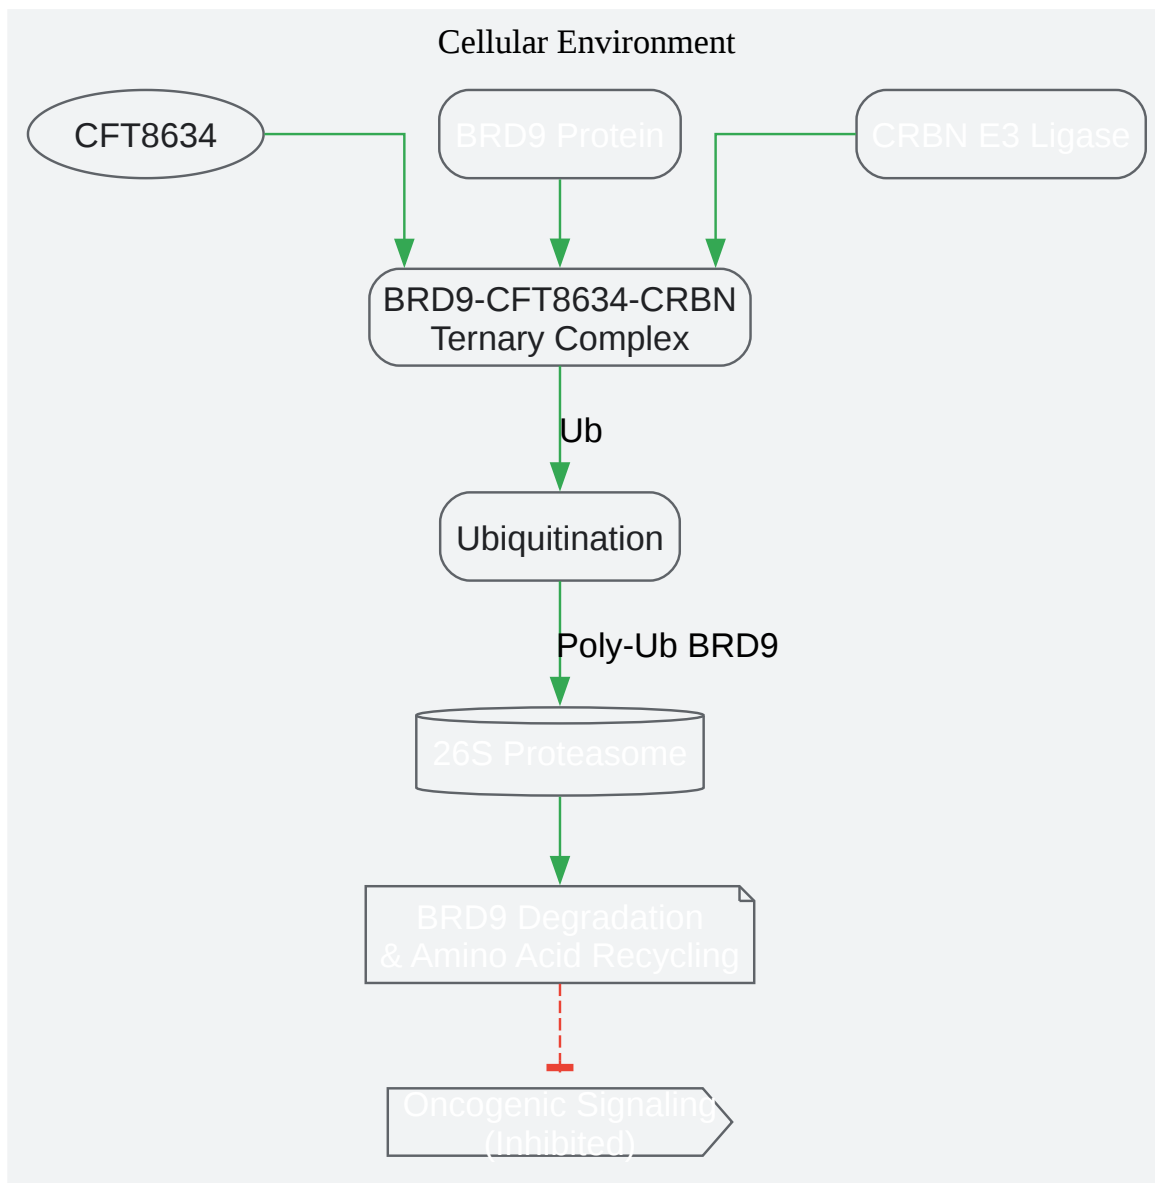 Cellular Environment
CFT8634
BRD9 Protein
CRBN E3 Ligase
BRD9-CFT8634-CRBN
Ternary Complex
Ub
Ubiquitination
Poly-Ub BRD9
26S Proteasome
BRD9 Degradation
& Amino Acid Recycling
Oncogenic Signaling
(Inhibited)